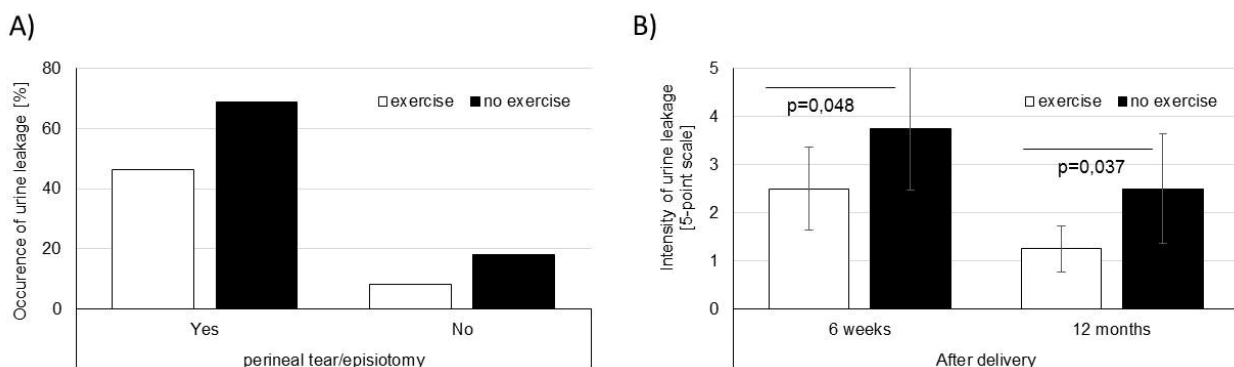 A)
Occurence of urine leakage [%]
80
60
40
20
0
exercise
no exercise
Yes
No
perineal tear/episiotomy
B)
Intensity of urine leakage
[5-point scale]
5
4
3
2
1
0
exercise
no exercise
p=0,048
p=0,037
6 weeks
12 months
After delivery